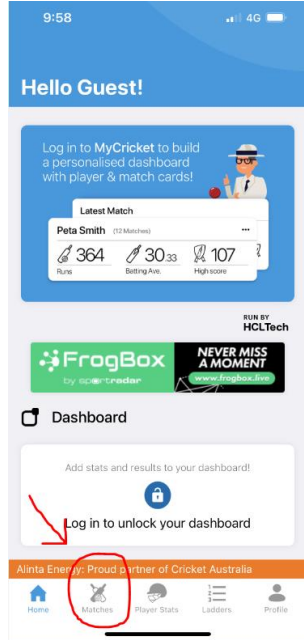 9:58 4G
Hello Guest!
Log in to MyCricket to build
a personalised dashboard
with player & match cards!
Latest Match
Peta Smith (12 Matches) •••
364 30.33 107
Runs Batting Ave. High score
RUN BY
HCLTech
FrogBox
by sportradar
NEVER MISS
A MOMENT
www.frogbox.live
Dashboard
Add stats and results to your dashboard!
Log in to unlock your dashboard
Alinta Energy: Proud partner of Cricket Australia
Home Matches Player Stats Ladders Profile